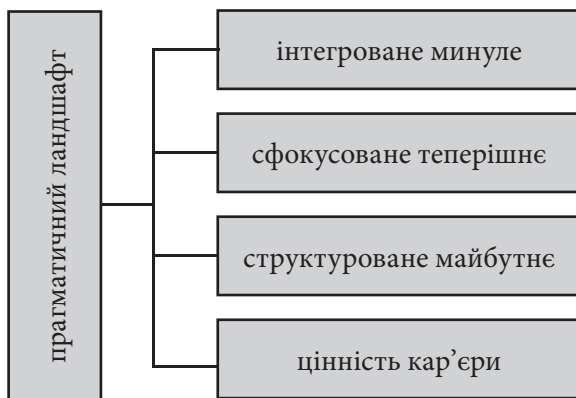 прагматичний ландшафт
інтегроване минуле
сфокусоване теперішнє
структуроване майбутнє
цінність кар’єри